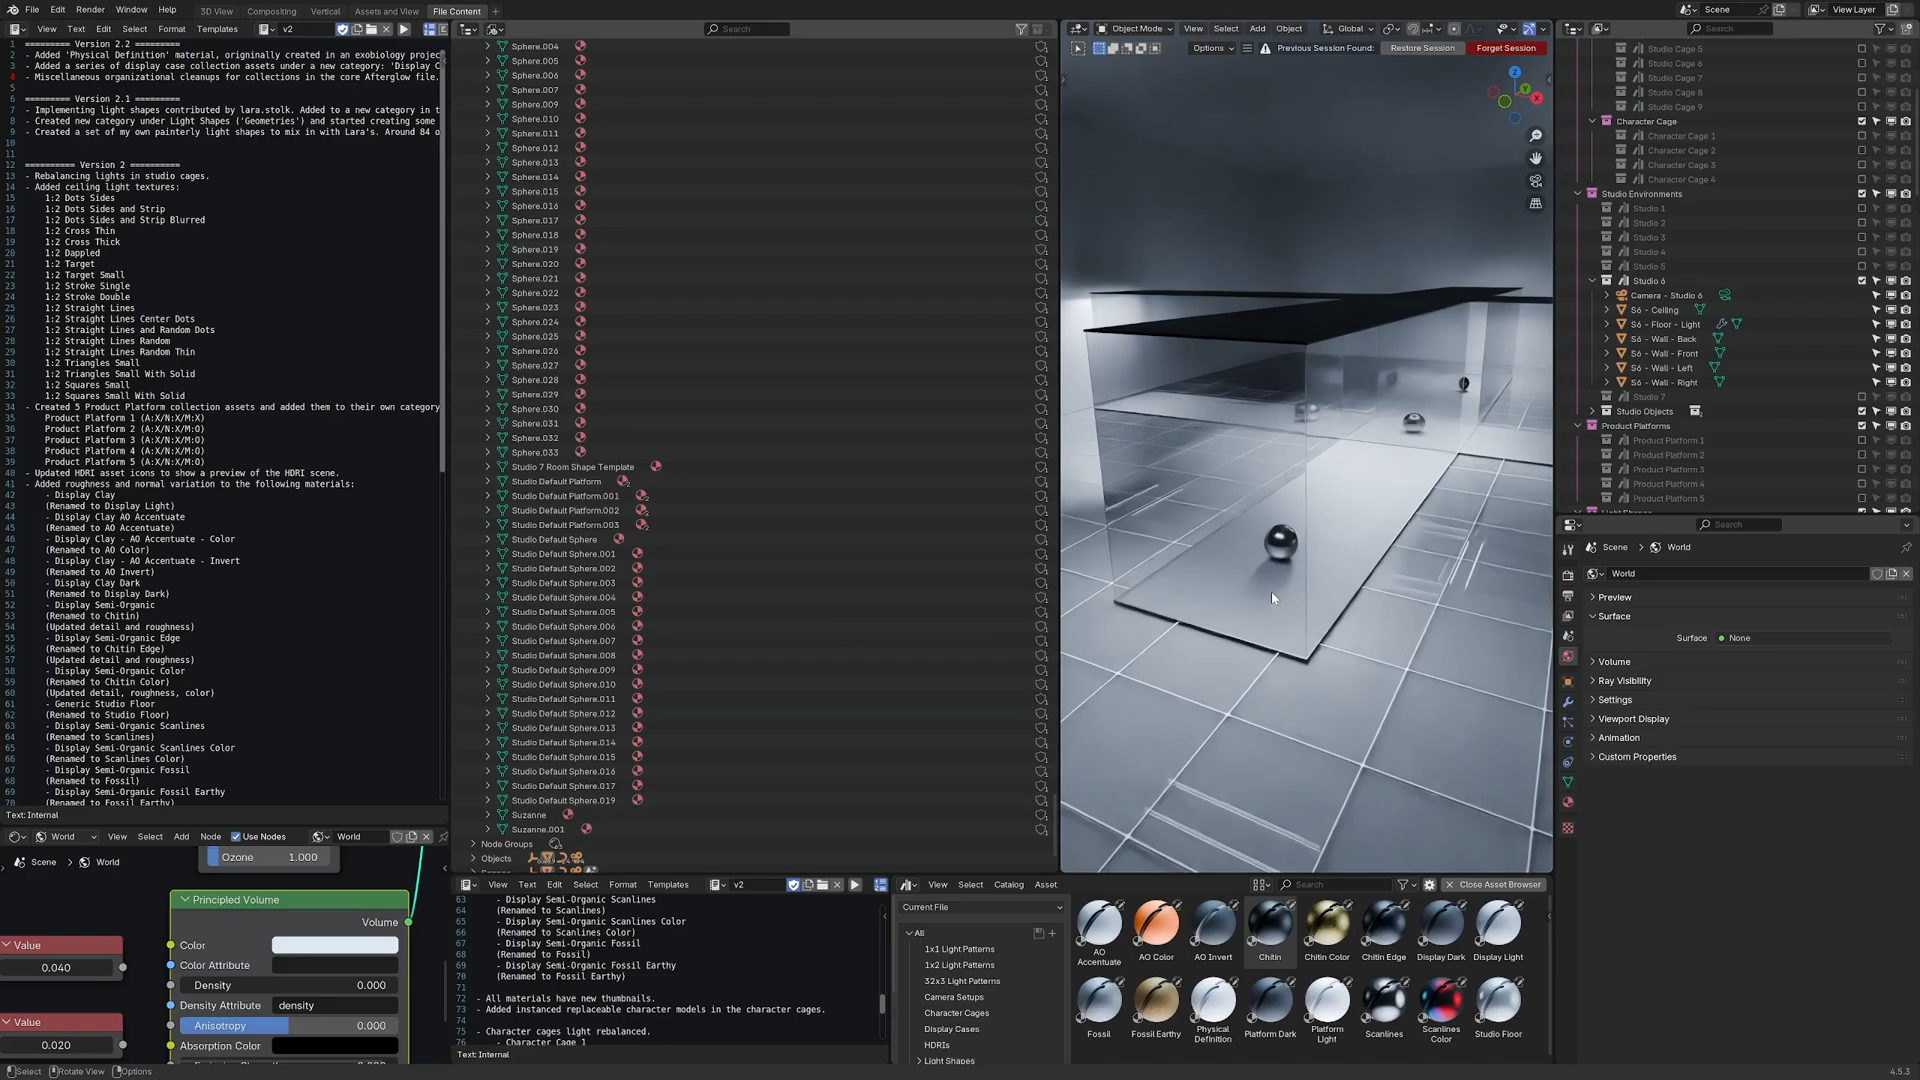 File Edit Render Window Help
3D View Compositing Vertical Assets and View File Content
Scene View Layer
View Text Edit Select Format Templates v2
========= Version 2.2 =========
- Added 'Physical Definition' material, origninally created in an exobiology projec
- Added a series of display case collection assets under a new category: 'Display C
- Miscellaneous organizational cleanups for collections in the core Afterglow file.
========= Version 2.1 =========
- Implementing light shapes contributed by lara.stolk. Added to a new category in t
- Created new category under Light Shapes ('Geometries') and started creating some
- Created a set of my own painterly light shapes to mix in with Lara's. Around 84 o
========== Version 2 ==========
- Rebalancing lights in studio cages.
- Added ceiling light textures:
1:2 Dots Sides
1:2 Dots Sides and Strip
1:2 Dots Sides and Strip Blurred
1:2 Cross Thin
1:2 Cross Thick
1:2 Dappled
1:2 Target
1:2 Target Small
1:2 Stroke Single
1:2 Stroke Double
1:2 Straight Lines
1:2 Straight Lines Center Dots
1:2 Straight Lines and Random Dots
1:2 Straight Lines Random
1:2 Straight Lines Random Thin
1:2 Triangles Small
1:2 Triangles Small With Solid
1:2 Squares Small
1:2 Squares Small With Solid
- Created 5 Product Platform collection assets and added them to their own category
Product Platform 1 (A:X/N:X/M:X)
Product Platform 2 (A:X/N:X/M:O)
Product Platform 3 (A:X/N:X/M:O)
Product Platform 4 (A:X/N:X/M:O)
Product Platform 5 (A:X/N:X/M:O)
- Updated HDRI asset icons to show a preview of the HDRI scene.
- Added roughness and normal variation to the following materials:
- Display Clay
(Renamed to Display Light)
- Display Clay AO Accentuate
(Renamed to AO Accentuate)
- Display Clay - AO Accentuate - Color
(Renamed to AO Color)
- Display Clay - AO Accentuate - Invert
(Renamed to AO Invert)
- Display Clay Dark
(Renamed to Display Dark)
- Display Semi-Organic
(Renamed to Chitin)
(Updated detail and roughness)
- Display Semi-Organic Edge
(Renamed to Chitin Edge)
(Updated detail and roughness)
- Display Semi-Organic Color
(Renamed to Chitin Color)
(Updated detail, roughness, color)
- Generic Studio Floor
(Renamed to Studio Floor)
- Display Semi-Organic Scanlines
(Renamed to Scanlines)
- Display Semi-Organic Scanlines Color
(Renamed to Scanlines Color)
- Display Semi-Organic Fossil
(Renamed to Fossil)
- Display Semi-Organic Fossil Earthy
(Renamed to Fossil Earthy)
Text: Internal
World View Select Add Node Use Nodes World
Scene World
Ozone 1.000
Principled Volume
Volume
Color
Color Attribute
Density 0.000
Density Attribute density
Anisotropy 0.000
Absorption Color
Value
0.040
Value
0.020
Search
Sphere.004
Sphere.005
Sphere.006
Sphere.007
Sphere.009
Sphere.010
Sphere.011
Sphere.012
Sphere.013
Sphere.014
Sphere.015
Sphere.016
Sphere.017
Sphere.018
Sphere.019
Sphere.020
Sphere.021
Sphere.022
Sphere.023
Sphere.024
Sphere.025
Sphere.026
Sphere.027
Sphere.028
Sphere.029
Sphere.030
Sphere.031
Sphere.032
Sphere.033
Studio 7 Room Shape Template
Studio Default Platform
Studio Default Platform.001
Studio Default Platform.002
Studio Default Platform.003
Studio Default Sphere
Studio Default Sphere.001
Studio Default Sphere.002
Studio Default Sphere.003
Studio Default Sphere.004
Studio Default Sphere.005
Studio Default Sphere.006
Studio Default Sphere.007
Studio Default Sphere.008
Studio Default Sphere.009
Studio Default Sphere.010
Studio Default Sphere.011
Studio Default Sphere.012
Studio Default Sphere.013
Studio Default Sphere.014
Studio Default Sphere.015
Studio Default Sphere.016
Studio Default Sphere.017
Studio Default Sphere.019
Suzanne
Suzanne.001
Node Groups
Objects
View Text Edit Select Format Templates v2
63 - Display Semi-Organic Scanlines
64 (Renamed to Scanlines)
65 - Display Semi-Organic Scanlines Color
66 (Renamed to Scanlines Color)
67 - Display Semi-Organic Fossil
68 (Renamed to Fossil)
69 - Display Semi-Organic Fossil Earthy
70 (Renamed to Fossil Earthy)
71
72 - All materials have new thumbnails.
73 - Added instanced replaceable character models in the character cages.
74
75 - Character cages light rebalanced.
76 - Character Cage 1
Text: Internal
Object Mode View Select Add Object Global
Options Previous Session Found: Restore Session Forget Session
Z
Y
X
View Select Catalog Asset Search Close Asset Browser
Current File
All
1x1 Light Patterns
1x2 Light Patterns
32x3 Light Patterns
Camera Setups
Character Cages
Display Cases
HDRIs
Light Shapes
AO Accentuate
AO Color
AO Invert
Chitin
Chitin Color
Chitin Edge
Display Dark
Display Light
Fossil
Fossil Earthy
Physical Definition
Platform Dark
Platform Light
Scanlines
Scanlines Color
Studio Floor
Search
Studio Cage 5
Studio Cage 6
Studio Cage 7
Studio Cage 8
Studio Cage 9
Character Cage
Character Cage 1
Character Cage 2
Character Cage 3
Character Cage 4
Studio Environments
Studio 1
Studio 2
Studio 3
Studio 4
Studio 5
Studio 6
Camera - Studio 6
S6 - Ceiling
S6 - Floor - Light
S6 - Wall - Back
S6 - Wall - Front
S6 - Wall - Left
S6 - Wall - Right
Studio 7
Studio Objects
Product Platforms
Product Platform 1
Product Platform 2
Product Platform 3
Product Platform 4
Product Platform 5
Search
Scene World
World
Preview
Surface
Surface None
Volume
Ray Visibility
Settings
Viewport Display
Animation
Custom Properties
Select Rotate View Options 4.5.3